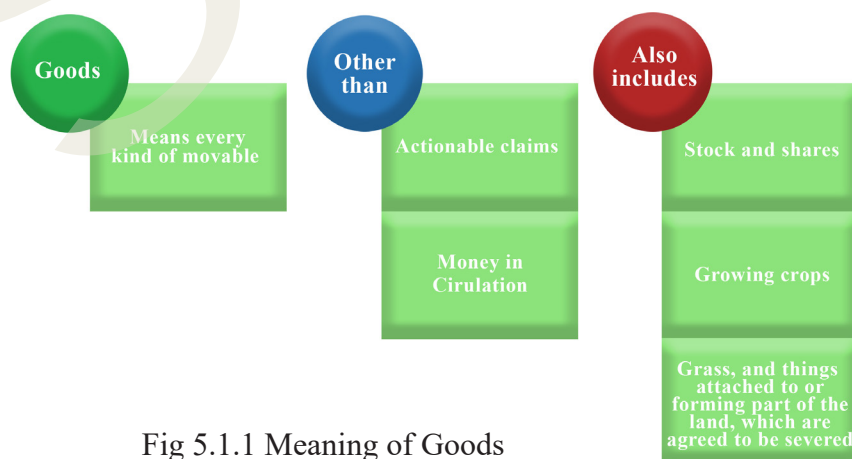 Goods
Means every
kind of movable
Other
than
Actionable claims
Money in
Cirulation
Also
includes
Stock and shares
Growing crops
Grass, and things
attached to or
forming part of the
land, which are
agreed to be severed
Fig 5.1.1 Meaning of Goods